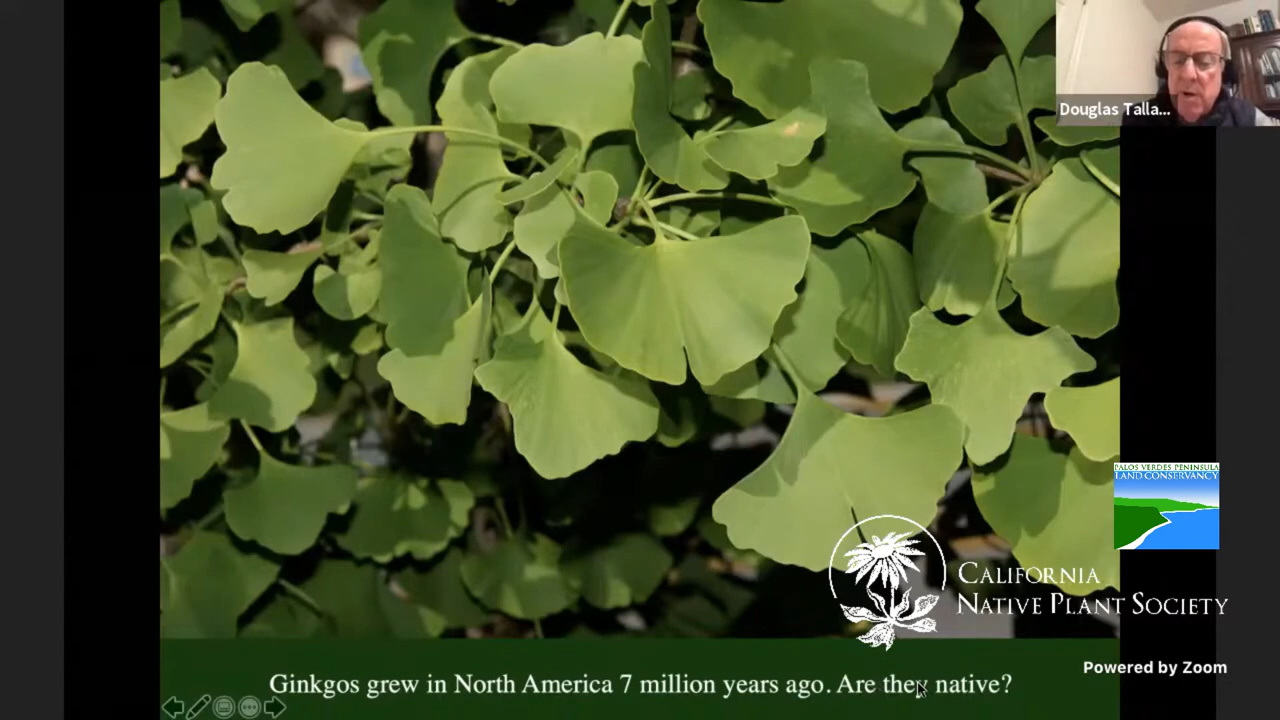 Douglas Talla...
PALOS VERDES PENINSULA
LAND CONSERVANCY
CALIFORNIA
NATIVE PLANT SOCIETY
Powered by Zoom
Ginkgos grew in North America 7 million years ago. Are they native?